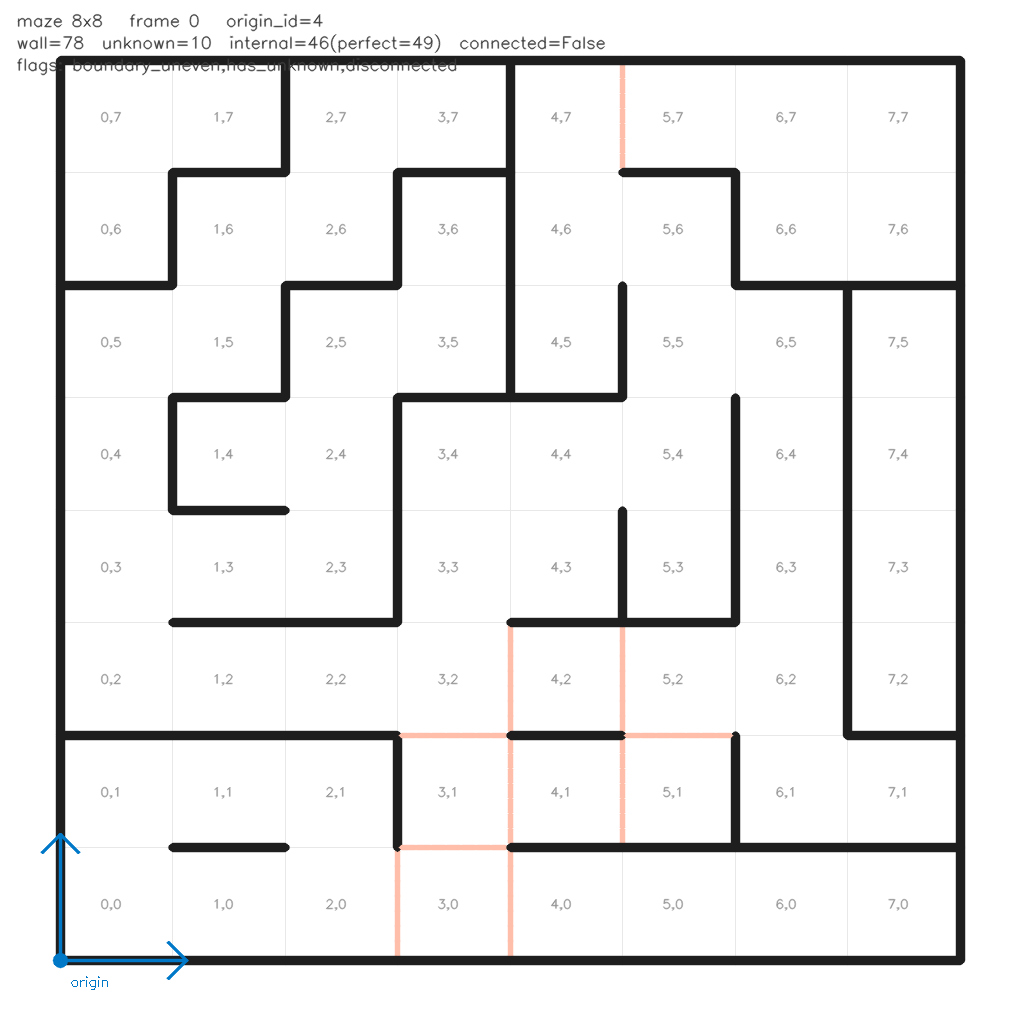 maze 8x8 frame 0 origin_id=4
wall=78 unknown=10 internal=46(perfect=49) connected=False
flags: boundary_uneven,has_unknown,disconnected
0,7 1,7 2,7 3,7 4,7 5,7 6,7 7,7
0,6 1,6 2,6 3,6 4,6 5,6 6,6 7,6
0,5 1,5 2,5 3,5 4,5 5,5 6,5 7,5
0,4 1,4 2,4 3,4 4,4 5,4 6,4 7,4
0,3 1,3 2,3 3,3 4,3 5,3 6,3 7,3
0,2 1,2 2,2 3,2 4,2 5,2 6,2 7,2
0,1 1,1 2,1 3,1 4,1 5,1 6,1 7,1
0,0 1,0 2,0 3,0 4,0 5,0 6,0 7,0
origin